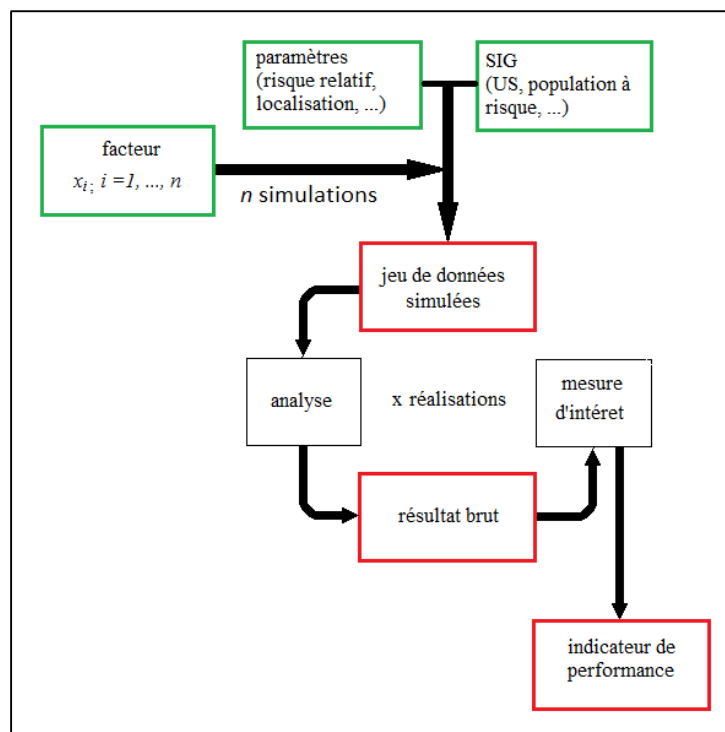 paramètres
(risque relatif,
localisation, ...)
SIG
(US, population à
risque, ...)
facteur
xi ; i =1, ..., n
n simulations
jeu de données
simulées
analyse
x réalisations
mesure
d'intéret
résultat brut
indicateur de
performance